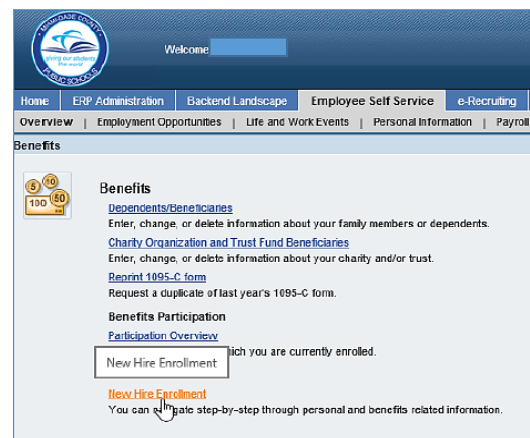 MIAMI-DADE COUNTY
giving our students
the world
PUBLIC SCHOOLS
Welcome
Home ERP Administration Backend Landscape Employee Self Service e-Recruiting
Overview | Employment Opportunities | Life and Work Events | Personal Information | Payroll
Benefits
5 10
100 50
Benefits
Dependents/Beneficiaries
Enter, change, or delete information about your family members or dependents.
Charity Organization and Trust Fund Beneficiaries
Enter, change, or delete information about your charity and/or trust.
Reprint 1095-C form
Request a duplicate of last year's 1095-C form.
Benefits Participation
Participation Overview
you are currently enrolled.
New Hire Enrollment
New Hire Enrollment
You can step-by-step through personal and benefits related information.